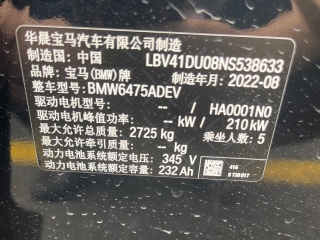 华晨宝马汽车有限公司制造
制造国: 中国 LBV41DU08NS538633
品牌: 宝马(BMW)牌 制造年月: 2022-08
整车: BMW6475ADEV
驱动电机型号: -- / HA0001N0
驱动电机峰值功率: -- kW / 210 kW
最大允许总质量: 2725 kg 乘坐人数: 5
最大允许牵引质量: -- kg
动力电池系统额定电压: 345 V
动力电池系统额定容量: 232 Ah